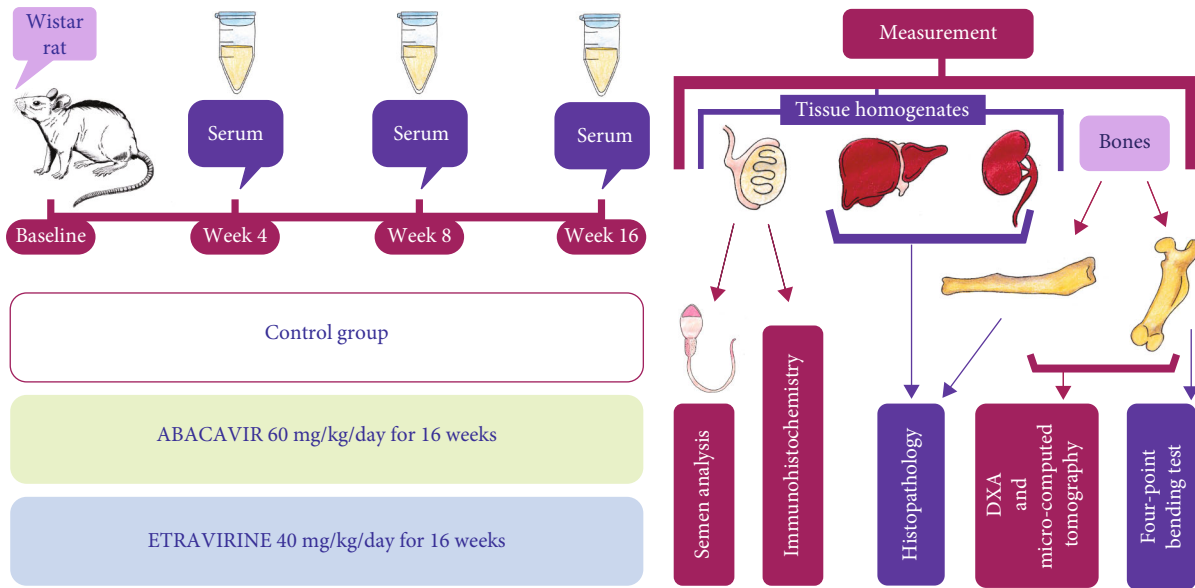 Wistar
rat
Serum
Serum
Serum
Baseline
Week 4
Week 8
Week 16
Control group
ABACAVIR 60 mg/kg/day for 16 weeks
ETRAVIRINE 40 mg/kg/day for 16 weeks
Measurement
Tissue homogenates
Bones
Semen analysis
Immunohistochemistry
Histopathology
DXA
and
micro-computed
tomography
Four-point
bending test